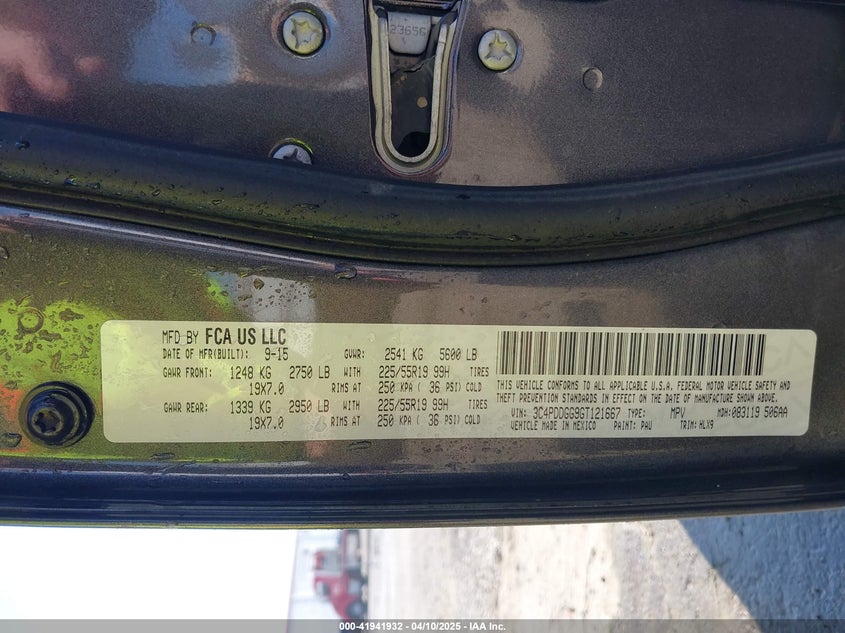 23656
MFD BY FCA US LLC
DATE OF MFR(BUILT): 9-15 GVWR: 2541 KG 5600 LB
GAWR FRONT: 1248 KG 2750 LB WITH 225/55R19 99H TIRES
19X7.0 RIMS AT 250 KPA ( 36 PSI) COLD
GAWR REAR: 1339 KG 2950 LB WITH 225/55R19 99H TIRES
19X7.0 RIMS AT 250 KPA ( 36 PSI) COLD
THIS VEHICLE CONFORMS TO ALL APPLICABLE U.S.A. FEDERAL MOTOR VEHICLE SAFETY AND
THEFT PREVENTION STANDARDS IN EFFECT ON THE DATE OF MANUFACTURE SHOWN ABOVE.
VIN: 3C4PDDGG9GT121667 TYPE: MPV MDH: 083119 506AA
VEHICLE MADE IN MEXICO PAINT: PAU TRIM: HLX9
000-41941932 - 04/10/2025 - IAA Inc.